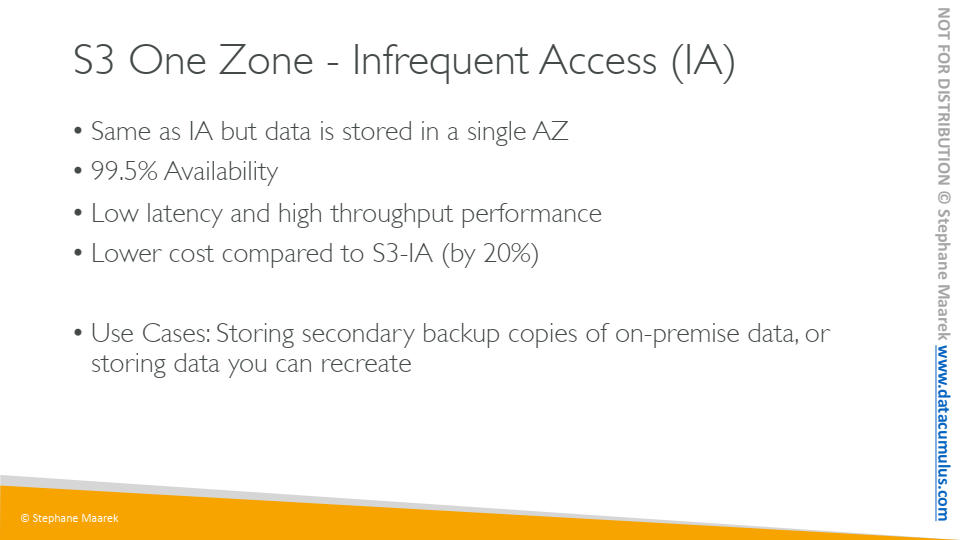 S3 One Zone - Infrequent Access (IA)
• Same as IA but data is stored in a single AZ
• 99.5% Availability
• Low latency and high throughput performance
• Lower cost compared to S3-IA (by 20%)
• Use Cases: Storing secondary backup copies of on-premise data, or
storing data you can recreate
© Stephane Maarek
NOT FOR DISTRIBUTION © Stephane Maarek www.datacumulus.com